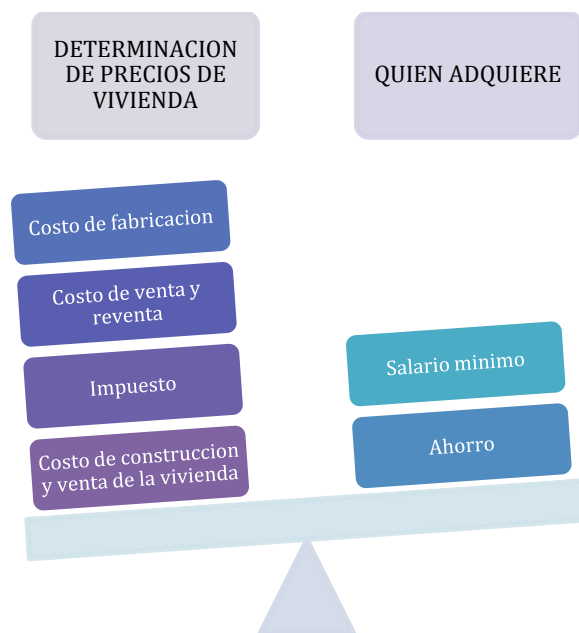 DETERMINACION
DE PRECIOS DE
VIVIENDA
QUIEN ADQUIERE
Costo de fabricacion
Costo de venta y
reventa
Impuesto
Costo de construccion
y venta de la vivienda
Salario minimo
Ahorro